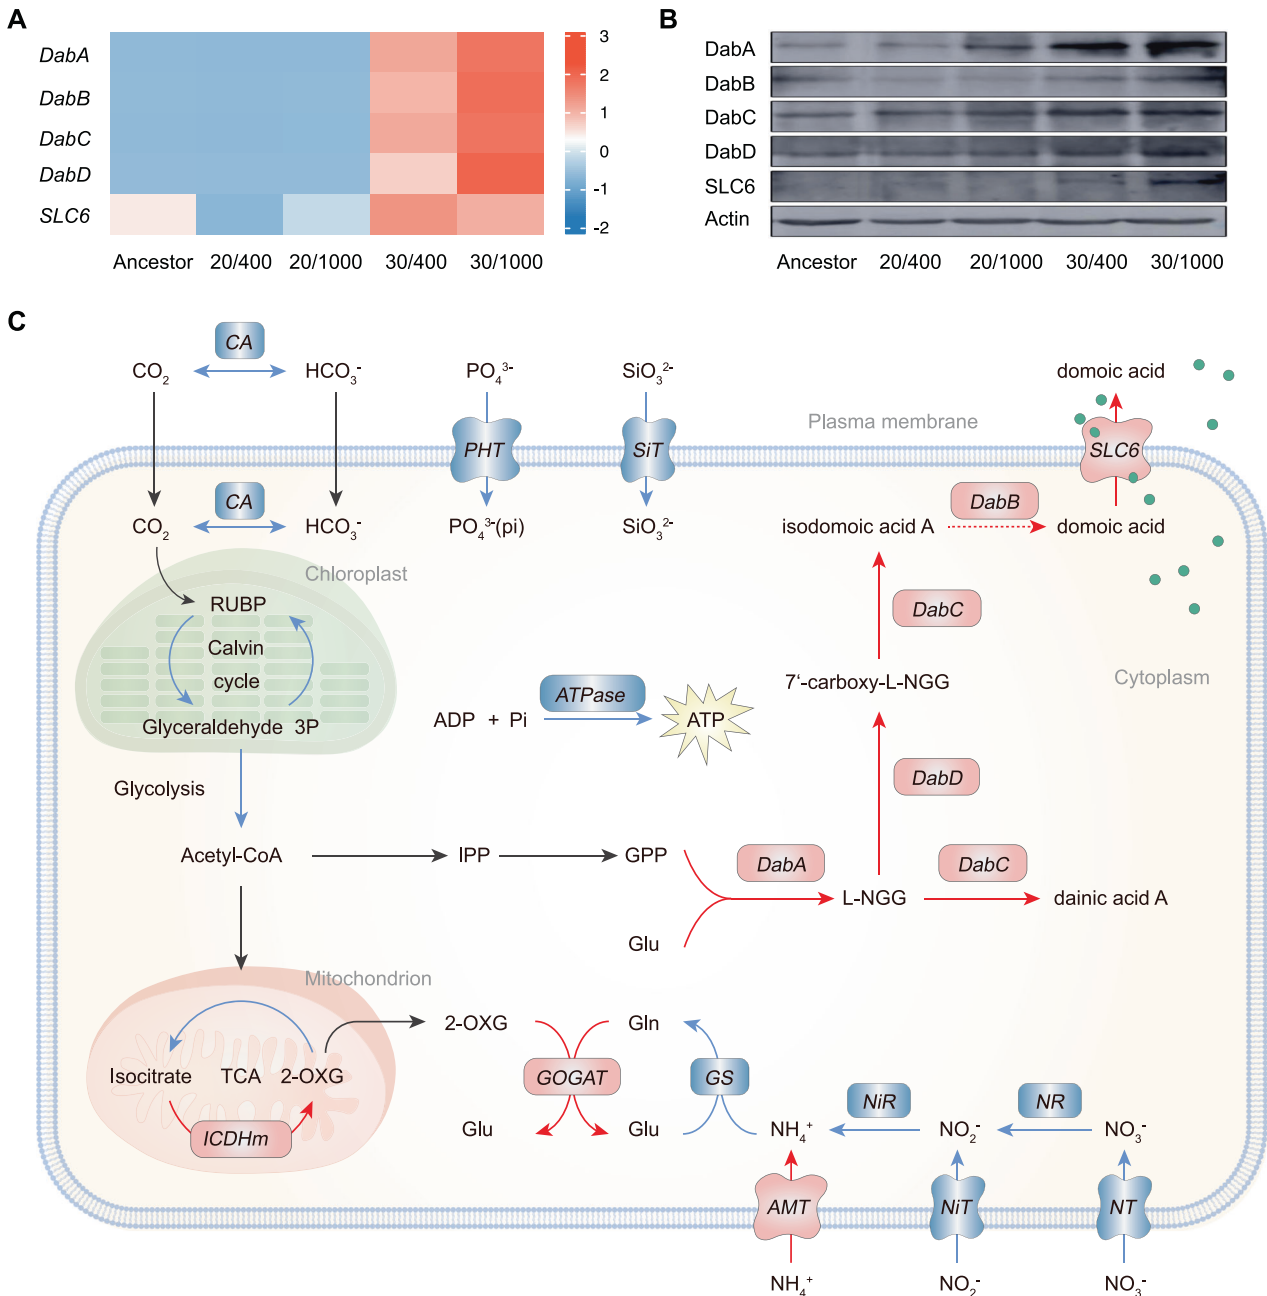 A
DabA
DabB
DabC
DabD
SLC6
3
2
1
0
-1
-2
Ancestor 20/400 20/1000 30/400 30/1000
B
DabA
DabB
DabC
DabD
SLC6
Actin
Ancestor 20/400 20/1000 30/400 30/1000
C
CA
CO₂ HCO₃⁻ PO₄³⁻ SiO₃²⁻ domoic acid
Plasma membrane
PHT SiT SLC6
CA DabB
CO₂ HCO₃⁻ PO₄³⁻(pi) SiO₃²⁻ isodomoic acid A domoic acid
Chloroplast
RUBP DabC
Calvin
cycle
7‘-carboxy-L-NGG Cytoplasm
ATPase
Glyceraldehyde 3P ADP + Pi ATP
DabD
Glycolysis
Acetyl-CoA IPP GPP DabA DabC
L-NGG dainic acid A
Glu
Mitochondrion
2-OXG Gln
Isocitrate TCA 2-OXG GOGAT GS
NiR NR
ICDHm Glu Glu NH₄⁺ NO₂⁻ NO₃⁻
AMT NiT NT
NH₄⁺ NO₂⁻ NO₃⁻